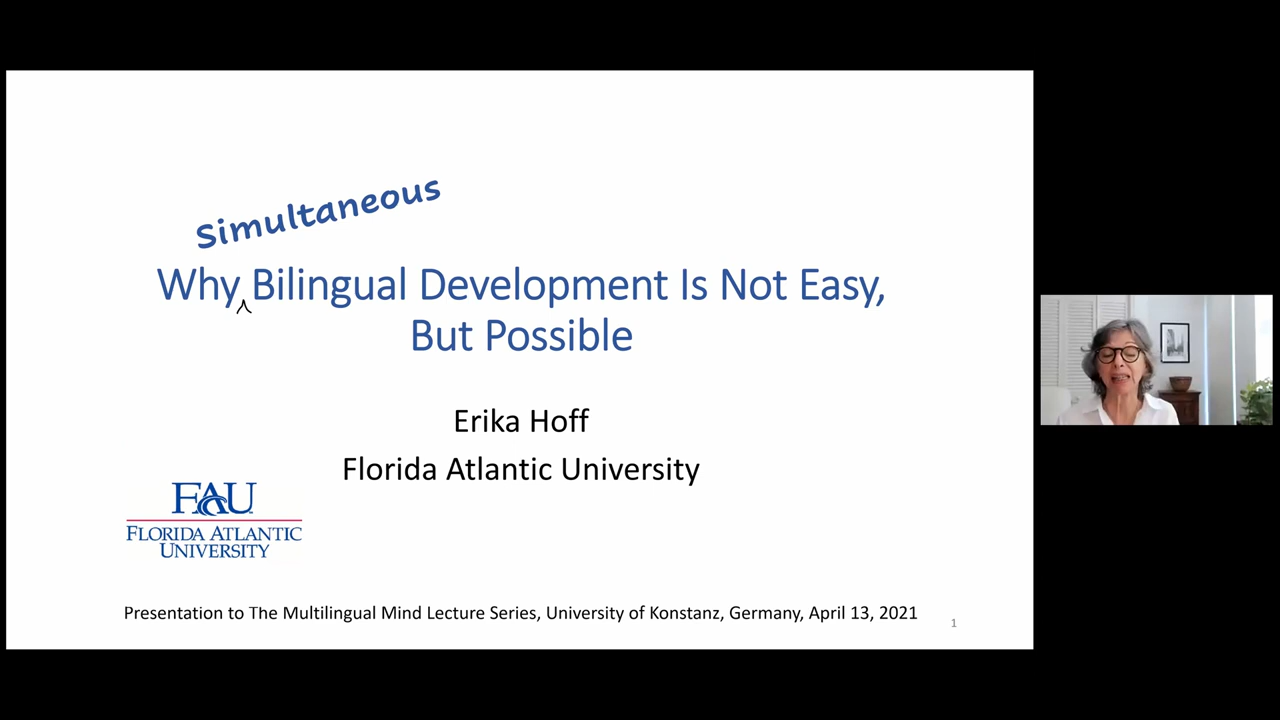 Simultaneous
Why Bilingual Development Is Not Easy,
But Possible
Erika Hoff
Florida Atlantic University
FAU
FLORIDA ATLANTIC
UNIVERSITY
Presentation to The Multilingual Mind Lecture Series, University of Konstanz, Germany, April 13, 2021
1